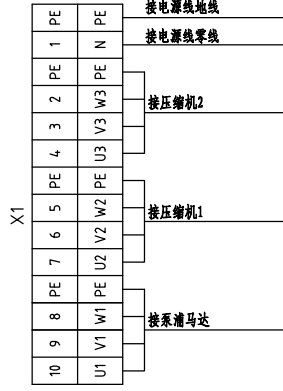 X1
PE PE 接电源线地线
1 N 接电源线零线
PE PE
2 W3 接压缩机2
3 V3
4 U3
PE PE
5 W2 接压缩机1
6 V2
7 U2
PE PE
8 W1 接泵浦马达
9 V1
10 U1